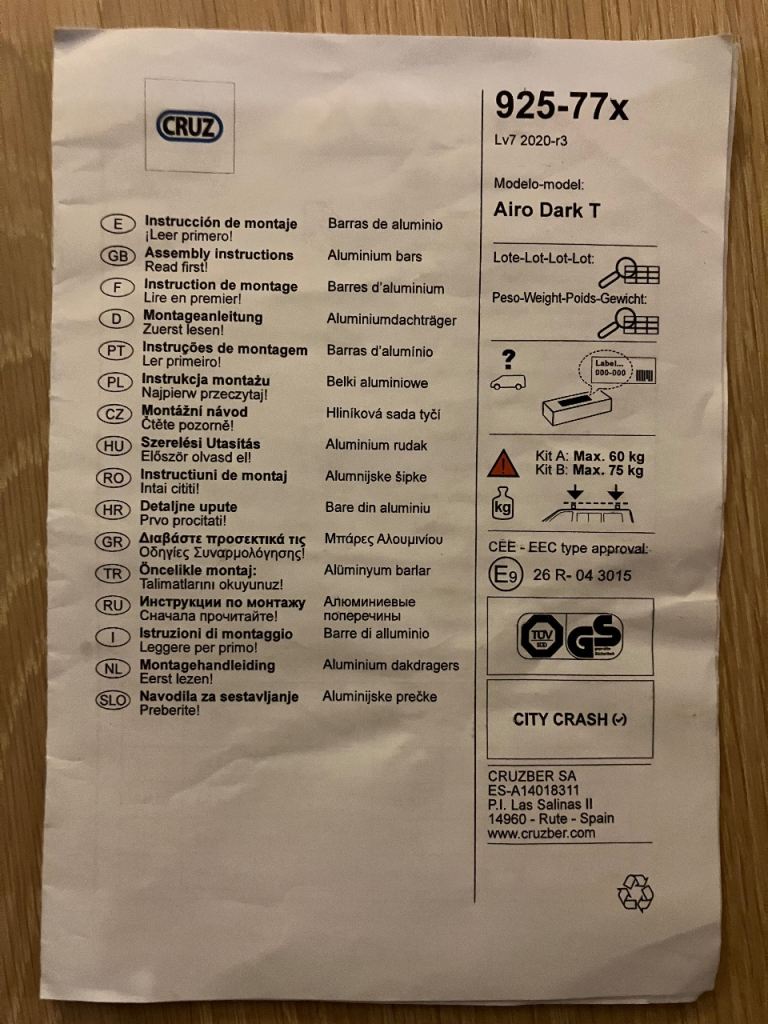 CRUZ
E Instrucción de montaje Barras de aluminio
¡Leer primero!
GB Assembly instructions Aluminium bars
Read first!
F Instruction de montage Barres d'aluminium
Lire en premier!
D Montageanleitung Aluminiumdachträger
Zuerst lesen!
PT Instruções de montagem Barras d'alumínio
Ler primeiro!
PL Instrukcja montażu Belki aluminiowe
Najpierw przeczytaj!
CZ Montážní návod Hliníková sada tyčí
Čtěte pozorně!
HU Szerelési Utasítás Aluminium rudak
Először olvasd el!
RO Instructiuni de montaj Alumnijske šipke
Intai cititi!
HR Detaljne upute Bare din aluminiu
Prvo procitati!
GR Διαβάστε προσεκτικά τις Μπάρες Αλουμινίου
Οδηγίες Συναρμολόγησης!
TR Öncelikle montaj: Alüminyum barlar
Talimatlarını okuyunuz!
RU Инструкции по монтажу Алюминиевые
Сначала прочитайте! поперечины
I Istruzioni di montaggio Barre di alluminio
Leggere per primo!
NL Montagehandleiding Aluminium dakdragers
Eerst lezen!
SLO Navodila za sestavljanje Aluminijske prečke
Preberite!
925-77x
Lv7 2020-r3
Modelo-model:
Airo Dark T
Lote-Lot-Lot-Lot:
Peso-Weight-Poids-Gewicht:
?
Label...
000-000
Kit A: Max. 60 kg
Kit B: Max. 75 kg
kg
CEE - EEC type approval:
E9 26 R- 04 3015
TÜV
SÜD
GS
geprüfte
Sicherheit
CITY CRASH (✓)
CRUZBER SA
ES-A14018311
P.I. Las Salinas II
14960 - Rute - Spain
www.cruzber.com